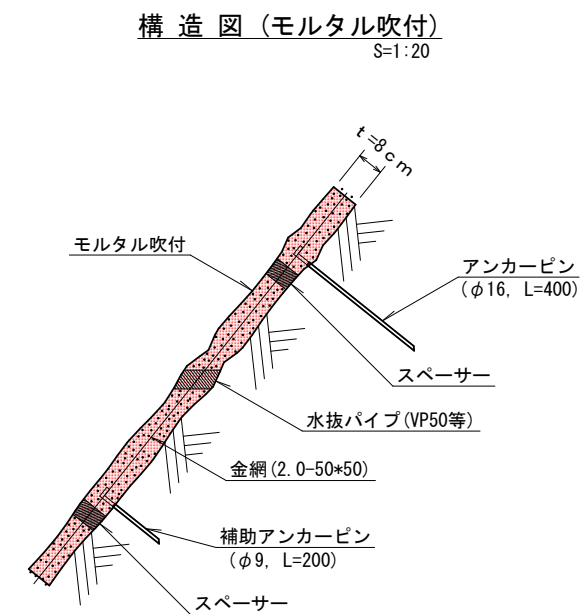 構造図(モルタル吹付)
S=1:20
t=8cm
モルタル吹付
アンカーピン
(φ16, L=400)
スペーサー
水抜パイプ(VP50等)
金網(2.0-50*50)
補助アンカーピン
(φ9, L=200)
スペーサー